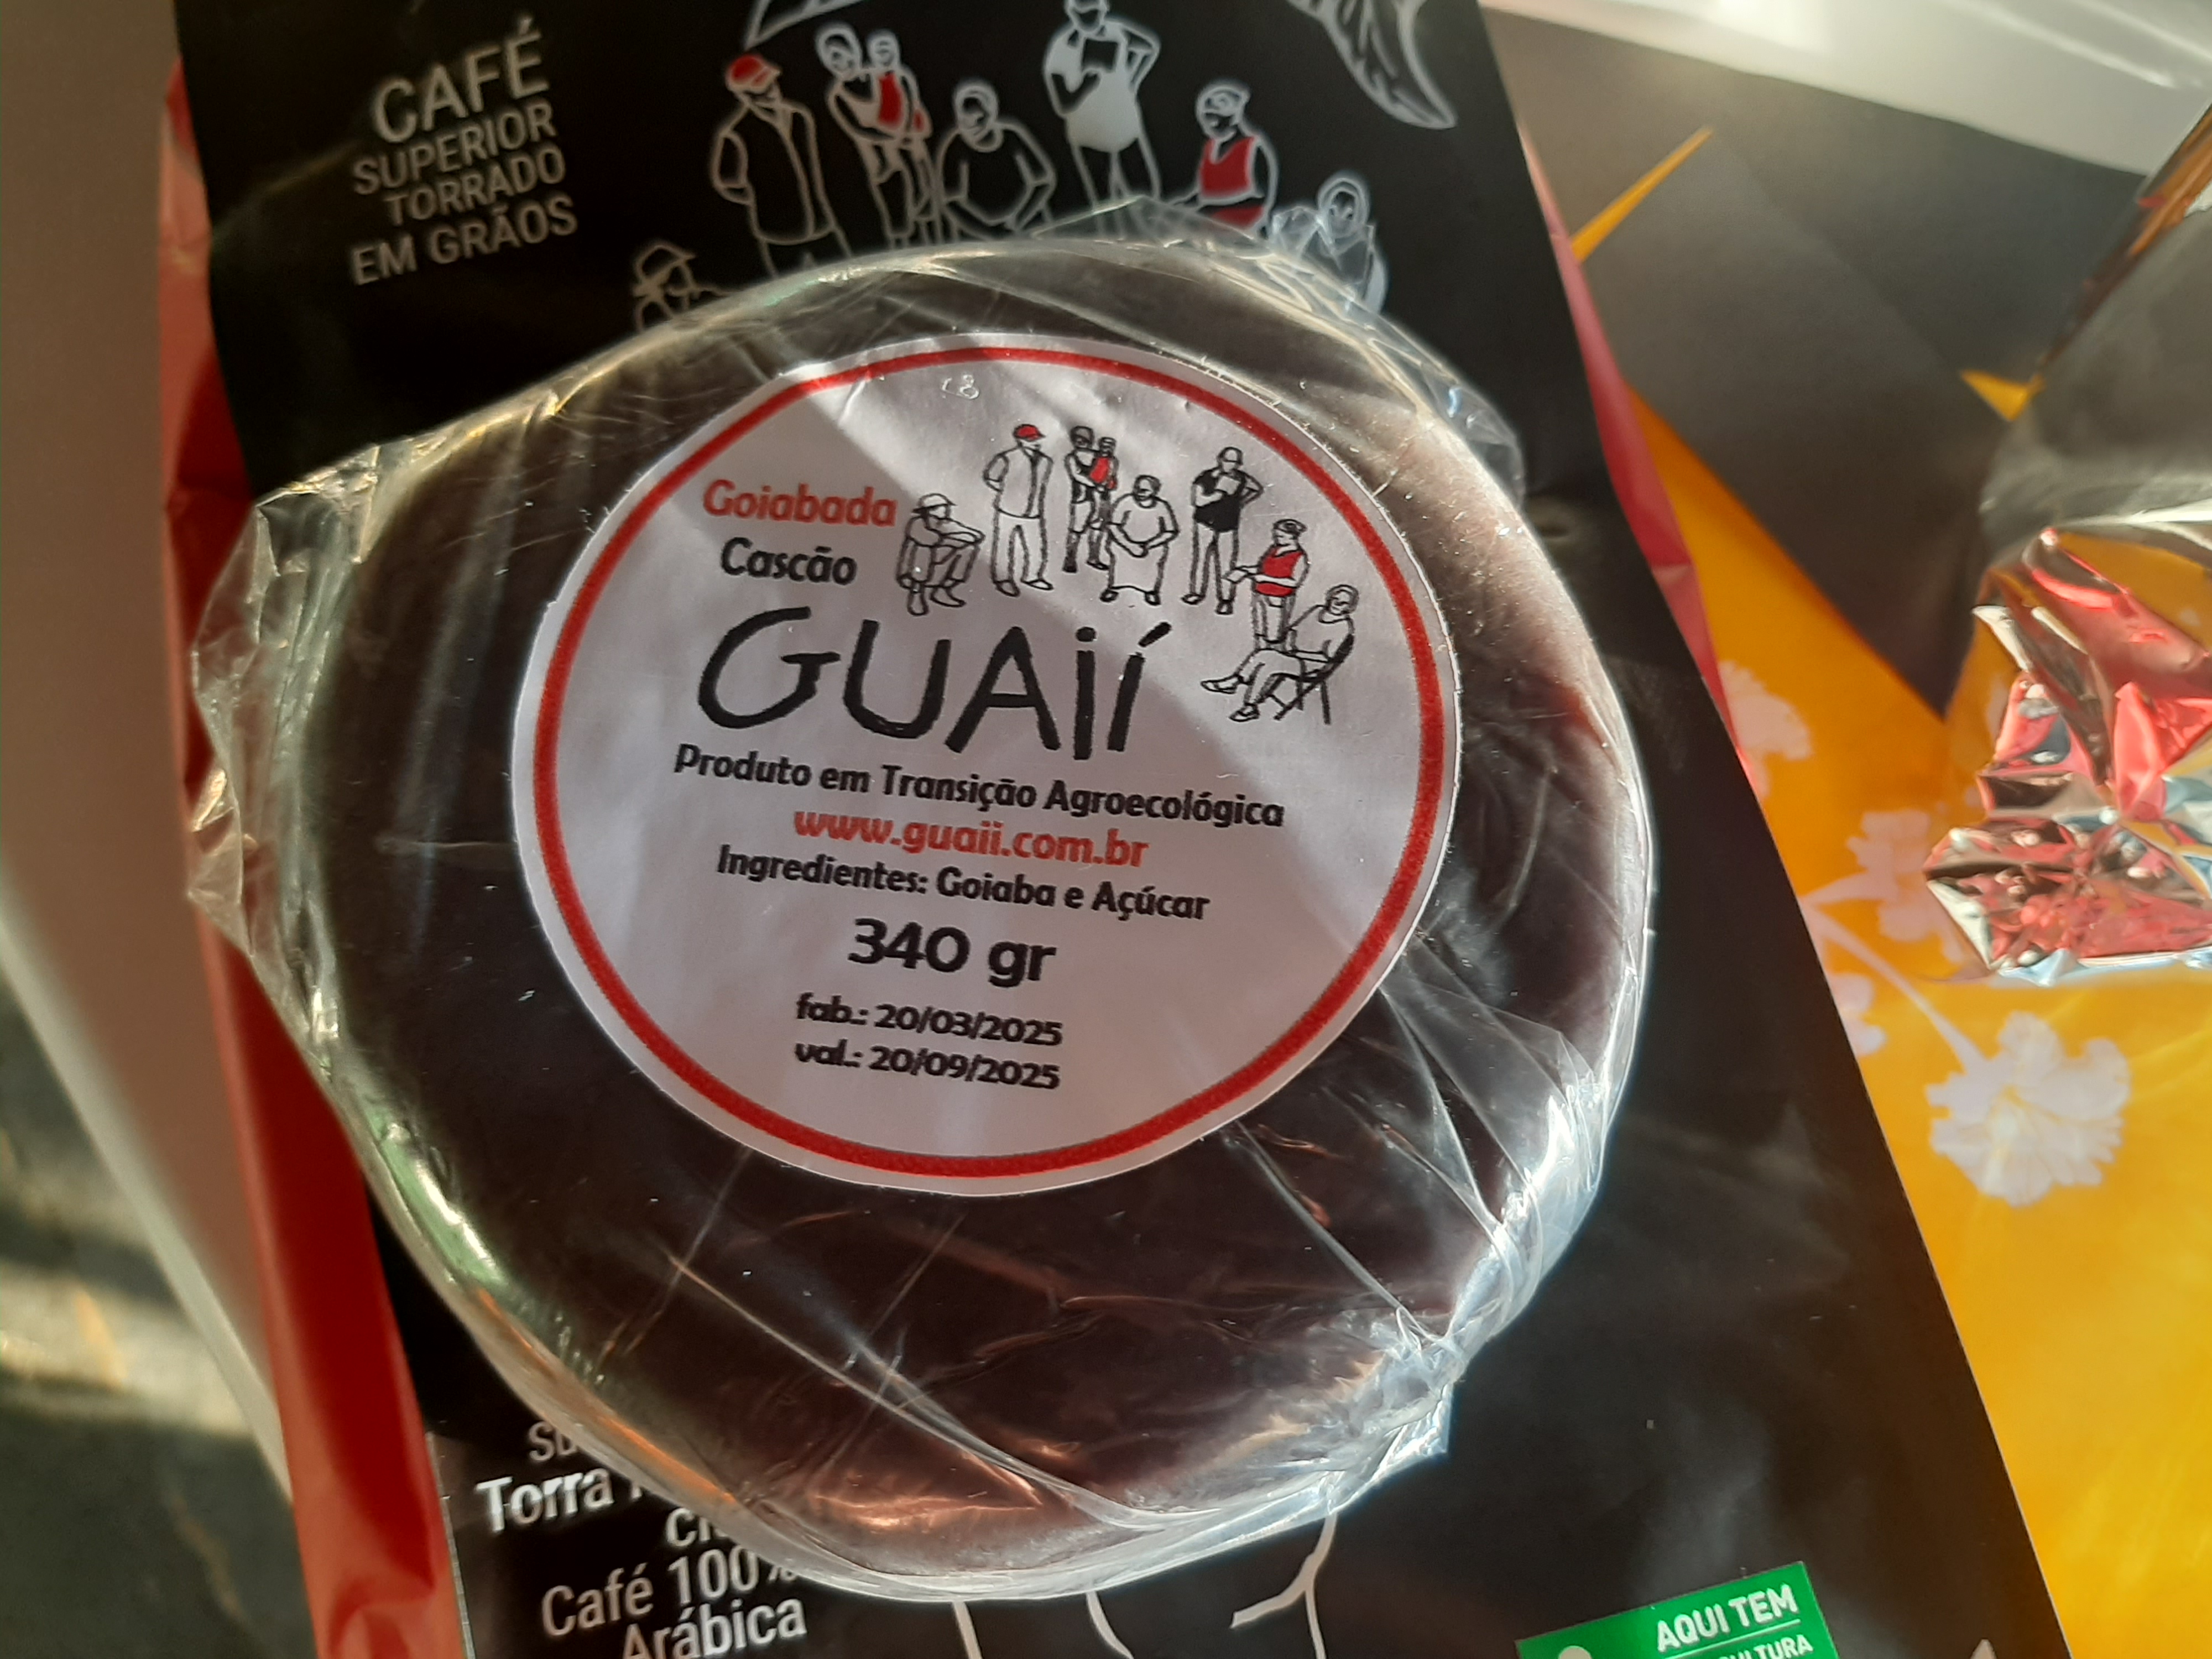 CAFÉ
SUPERIOR
TORRADO
EM GRÃOS
Goiabada
Cascão
GUAií
Produto em Transição Agroecológica
www.guaii.com.br
Ingredientes: Goiaba e Açúcar
340 gr
fab.: 20/03/2025
val.: 20/09/2025
Torra
Café 100%
Arábica
AQUI TEM